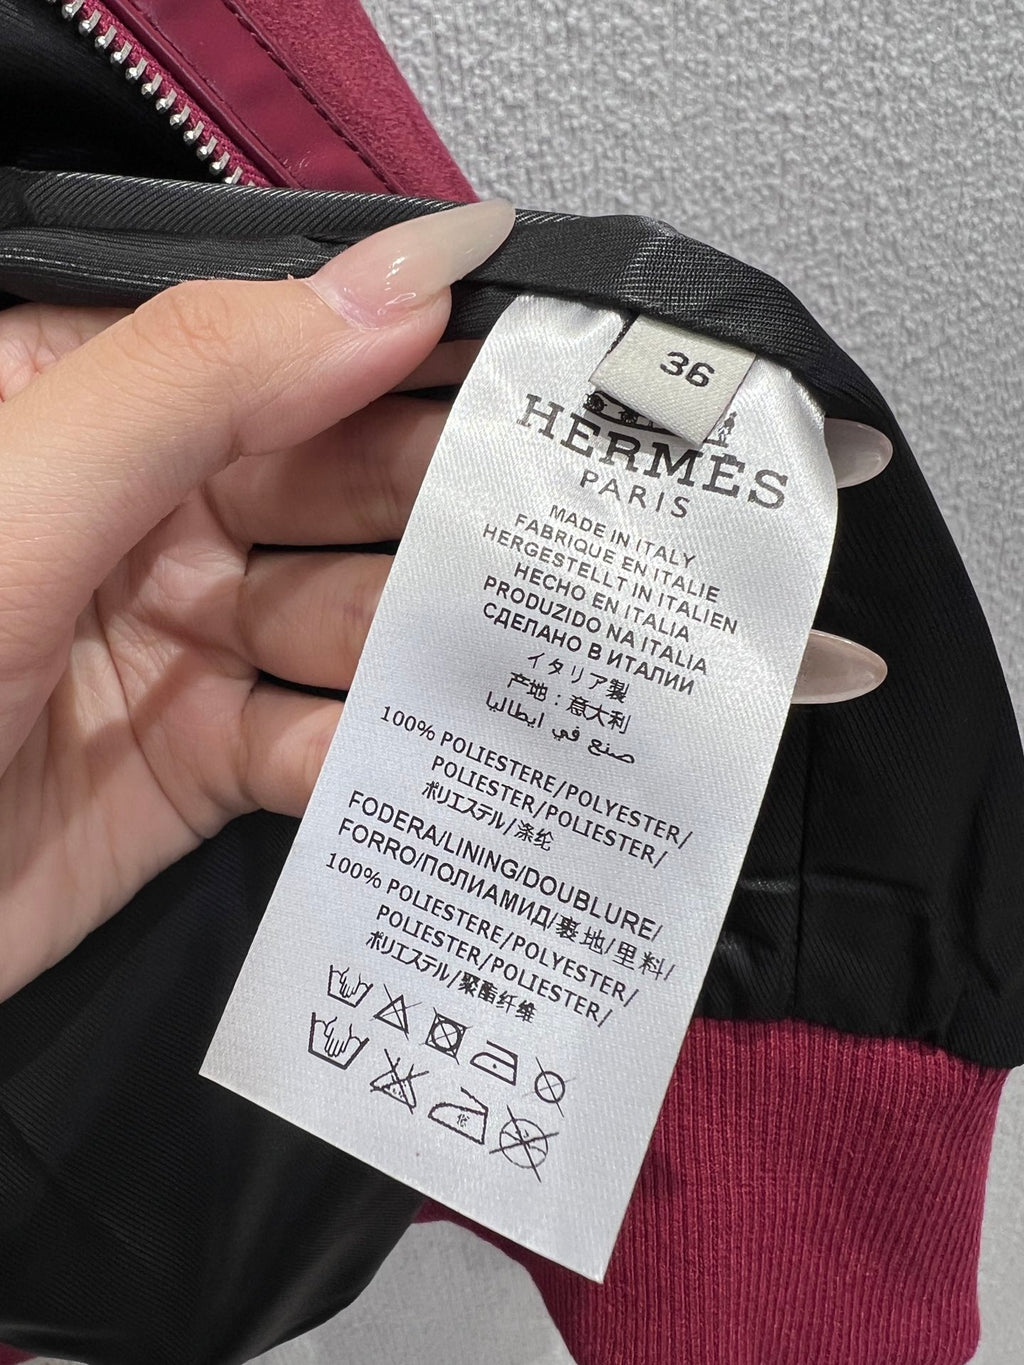 36
HERMÈS
PARIS
MADE IN ITALY
FABRIQUE EN ITALIE
HERGESTELLT IN ITALIEN
HECHO EN ITALIA
PRODUZIDO NA ITALIA
СДЕЛАНО В ИТАЛИИ
イタリア製
产地：意大利
صنع في ايطاليا
100% POLIESTERE/POLYESTER/
POLIESTER/POLIESTER/
ポリエステル/涤纶
FODERA/LINING/DOUBLURE/
FORRO/ПОЛИАМИД/裏地/里料/
100% POLIESTERE/POLYESTER/
POLIESTER/POLIESTER/
ポリエステル/聚酯纤维